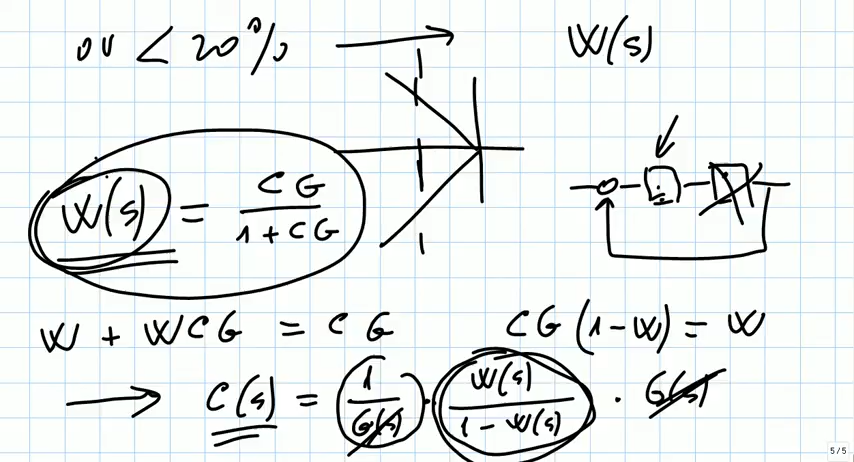 ov < 20% → W(s)
W(s) = CG / 1 + CG
W + WCG = CG CG(1-W) = W
→ C(s) = 1 / G(s) · W(s) / 1 - W(s) · G(s)
5/5